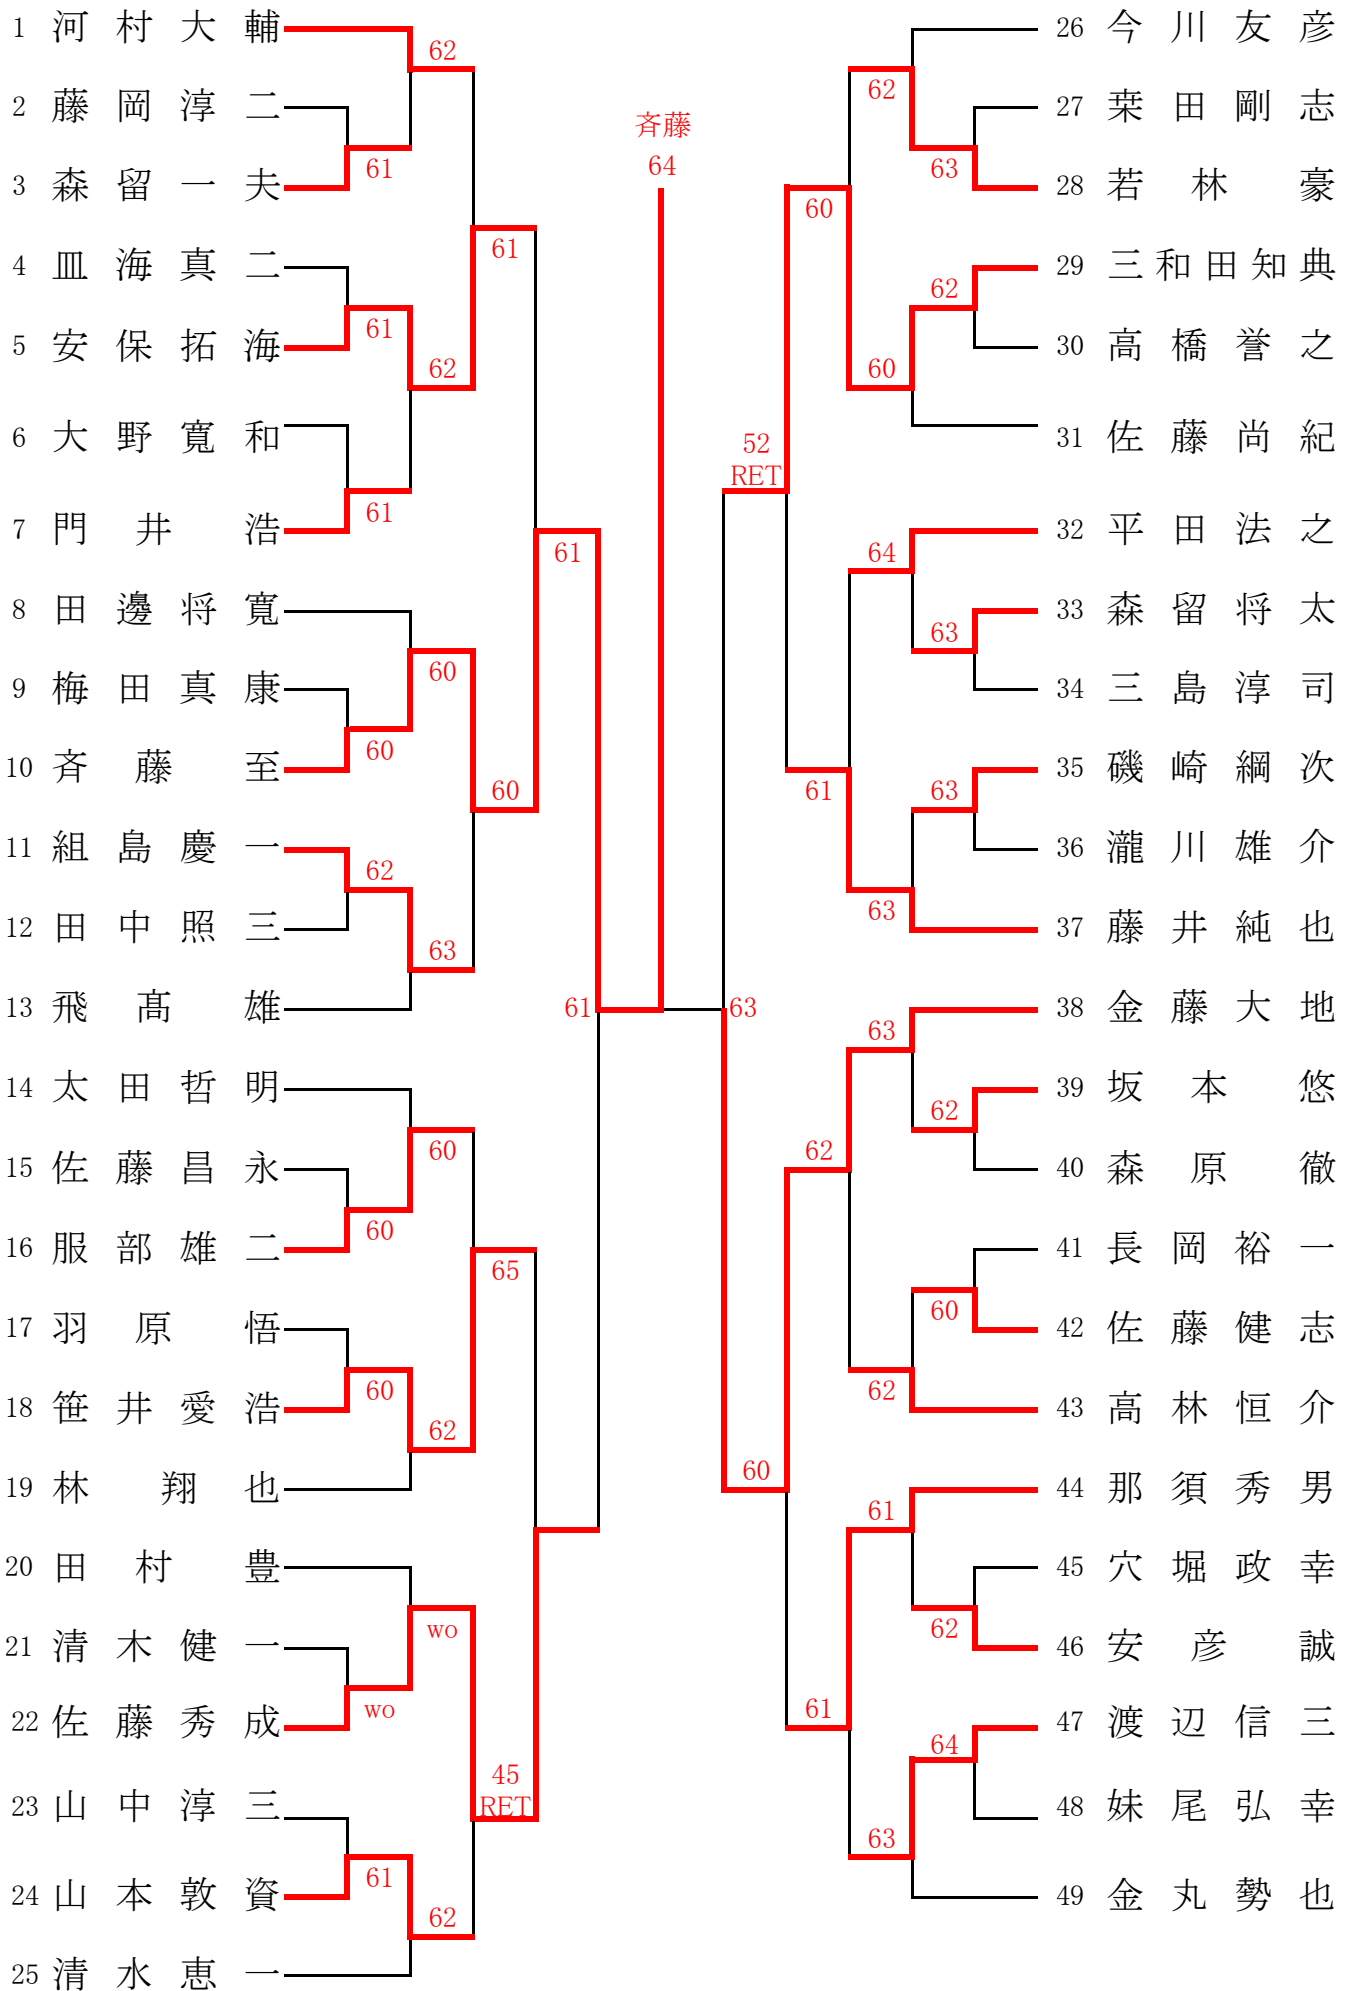 1 河村大輔
2 藤岡淳二
3 森留一夫
4 皿海真二
5 安保拓海
6 大野寛和
7 門井浩
8 田邊将寛
9 梅田真康
10 斉藤至
11 組島慶一
12 田中照三
13 飛髙雄
14 太田哲明
15 佐藤昌永
16 服部雄二
17 羽原悟
18 笹井愛浩
19 林翔也
20 田村豊
21 清木健一
22 佐藤秀成
23 山中淳三
24 山本敦資
25 清水恵一
62
61
61
62
61
61
60
60
62
63
60
60
60
62
wo
wo
61
62
61
60
65
45
RET
61
61
斉藤
64
63
52
RET
60
60
61
62
61
62
63
62
60
64
63
63
63
63
62
60
62
61
62
64
63
26 今川友彦
27 桒田剛志
28 若林豪
29 三和田知典
30 高橋誉之
31 佐藤尚紀
32 平田法之
33 森留将太
34 三島淳司
35 磯崎綱次
36 瀧川雄介
37 藤井純也
38 金藤大地
39 坂本悠
40 森原徹
41 長岡裕一
42 佐藤健志
43 高林恒介
44 那須秀男
45 穴堀政幸
46 安彦誠
47 渡辺信三
48 妹尾弘幸
49 金丸勢也